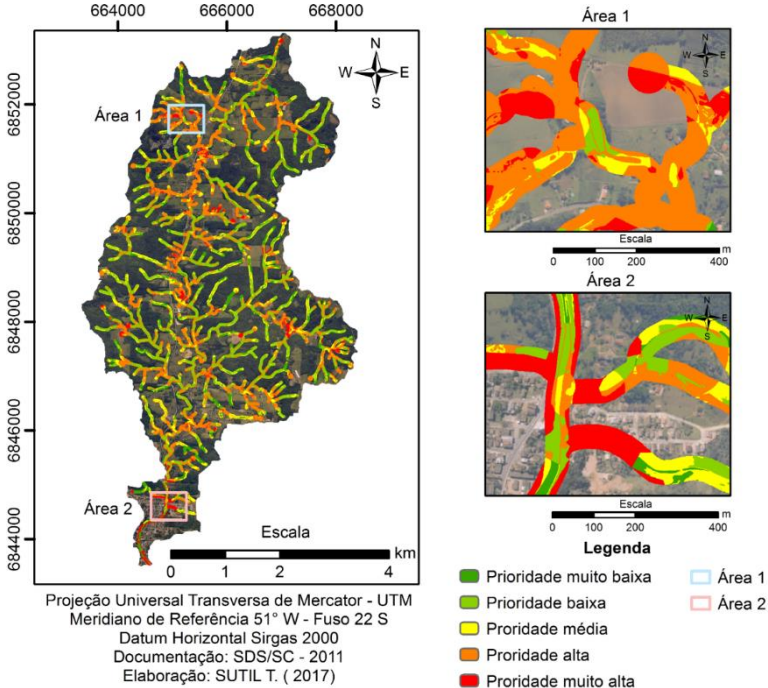 664000 666000 668000
6852000
6850000
6848000
6846000
6844000
N
W E
S
Área 1
Área 2
Escala
km
0 1 2 4
Projeção Universal Transversa de Mercator - UTM
Meridiano de Referência 51° W - Fuso 22 S
Datum Horizontal Sirgas 2000
Documentação: SDS/SC - 2011
Elaboração: SUTIL T. ( 2017)
Área 1
N
W E
S
Escala
m
0 100 200 400
Área 2
N
W E
S
Escala
m
0 100 200 400
Legenda
Prioridade muito baixa
Prioridade baixa
Proridade média
Proridade alta
Proridade muito alta
Área 1
Área 2